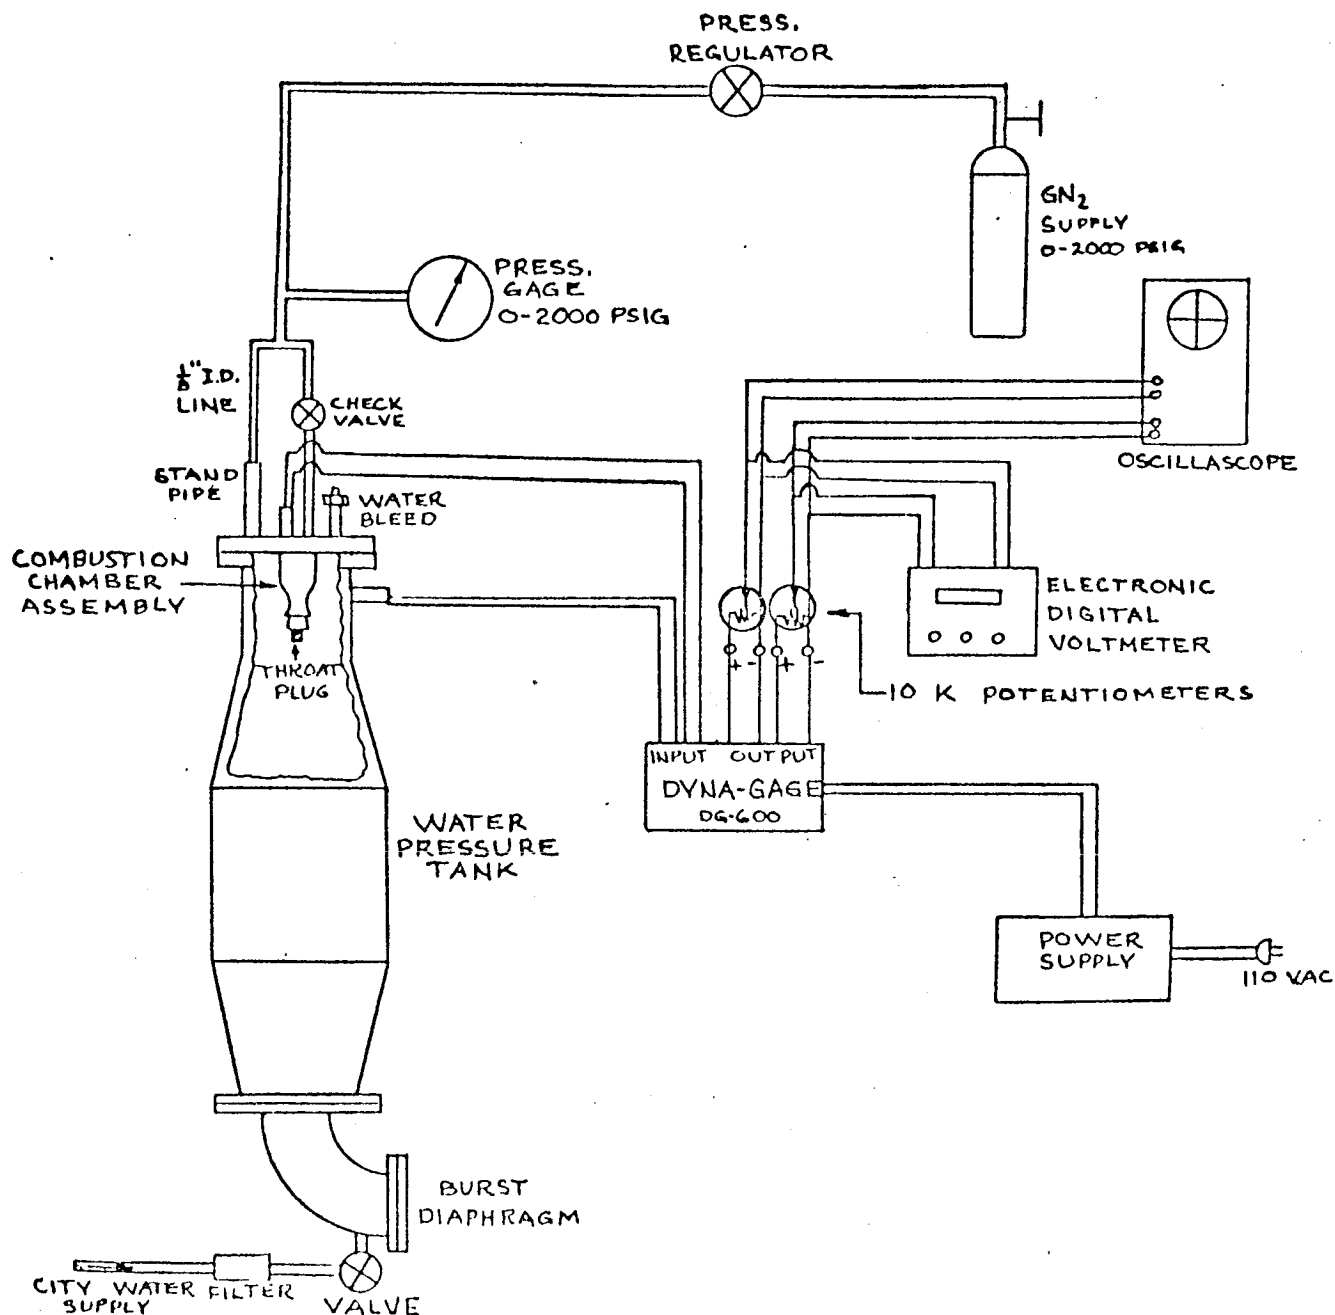 PRESS.
REGULATOR
GN2
SUPPLY
0-2000 PSIG
PRESS.
GAGE
0-2000 PSIG
1/8" I.D.
LINE
CHECK
VALVE
STAND
PIPE
WATER
BLEED
OSCILLASCOPE
COMBUSTION
CHAMBER
ASSEMBLY
THROAT
PLUG
ELECTRONIC
DIGITAL
VOLTMETER
+ - + -
10 K POTENTIOMETERS
INPUT OUTPUT
DYNA-GAGE
DG-600
WATER
PRESSURE
TANK
POWER
SUPPLY
110 VAC
BURST
DIAPHRAGM
CITY WATER
SUPPLY
FILTER
VALVE